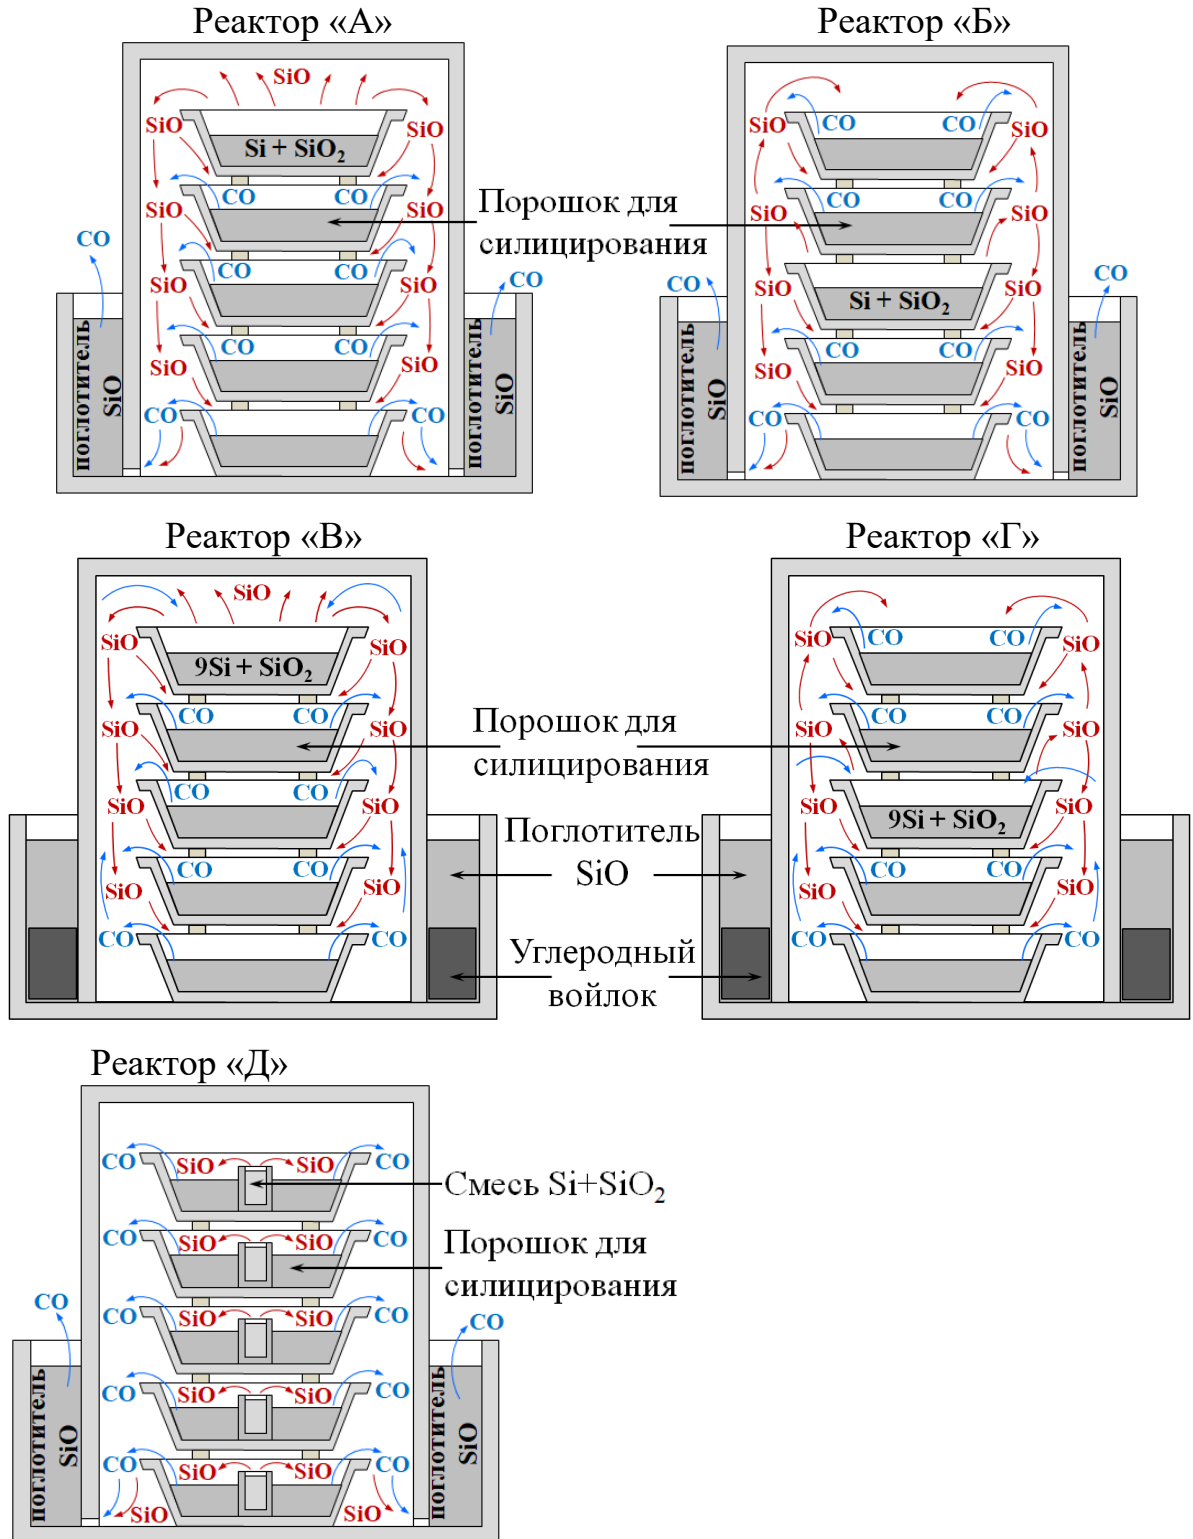 Реактор «А»
SiO
SiO
SiO
Si + SiO2
CO
CO
SiO
SiO
CO
CO
SiO
SiO
CO
CO
SiO
SiO
CO
CO
CO
CO
поглотитель
SiO
поглотитель
SiO
Реактор «Б»
SiO
CO
CO
SiO
CO
CO
SiO
SiO
SiO
Si + SiO2
SiO
CO
CO
CO
CO
SiO
SiO
CO
CO
поглотитель
SiO
поглотитель
SiO
Порошок для
силицирования
Реактор «В»
SiO
SiO
SiO
9Si + SiO2
CO
CO
SiO
SiO
CO
CO
SiO
SiO
CO
CO
SiO
SiO
CO
CO
Реактор «Г»
SiO
CO
CO
SiO
CO
CO
SiO
SiO
SiO
9Si + SiO2
SiO
CO
CO
SiO
SiO
CO
CO
Порошок для
силицирования
Поглотитель
SiO
Углеродный
войлок
Реактор «Д»
CO
SiO
SiO
CO
CO
SiO
SiO
CO
CO
SiO
SiO
CO
CO
SiO
SiO
CO
CO
SiO
SiO
CO
SiO
SiO
CO
CO
поглотитель
SiO
поглотитель
SiO
Смесь Si+SiO2
Порошок для
силицирования